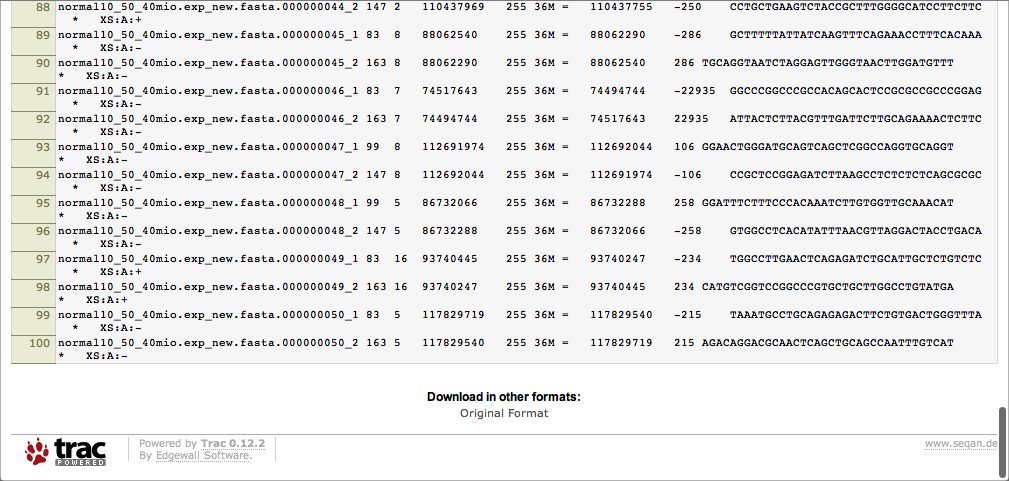 88 normal10_50_40mio.exp_new.fasta.000000044_2 147 2 110437969 255 36M = 110437755 -250 CCTGCTGAAGTCTACCGCTTTGGGGCATCCTTCTTC
* XS:A:+
89 normal10_50_40mio.exp_new.fasta.000000045_1 83 8 88062540 255 36M = 88062290 -286 GCTTTTTATTATCAAGTTTCAGAAACCTTTCACAAA
* XS:A:-
90 normal10_50_40mio.exp_new.fasta.000000045_2 163 8 88062290 255 36M = 88062540 286 TGCAGGTAATCTAGGAGTTGGGTAACTTGGATGTTT
* XS:A:-
91 normal10_50_40mio.exp_new.fasta.000000046_1 83 7 74517643 255 36M = 74494744 -22935 GGCCCGGCCCGCCACAGCACTCCGCGCCGCCCGGAG
* XS:A:-
92 normal10_50_40mio.exp_new.fasta.000000046_2 163 7 74494744 255 36M = 74517643 22935 ATTACTCTTACGTTTGATTCTTGCAGAAAACTCTTC
* XS:A:-
93 normal10_50_40mio.exp_new.fasta.000000047_1 99 8 112691974 255 36M = 112692044 106 GGAACTGGGATGCAGTCAGCTCGGCCAGGTGCAGGT
* XS:A:-
94 normal10_50_40mio.exp_new.fasta.000000047_2 147 8 112692044 255 36M = 112691974 -106 CCGCTCCGGAGATCTTAAGCCTCTCTCTCAGCGCGC
* XS:A:-
95 normal10_50_40mio.exp_new.fasta.000000048_1 99 5 86732066 255 36M = 86732288 258 GGATTTCTTTCCCACAAATCTTGTGGTTGCAAACAT
* XS:A:-
96 normal10_50_40mio.exp_new.fasta.000000048_2 147 5 86732288 255 36M = 86732066 -258 GTGGCCTCACATATTTAACGTTAGGACTACCTGACA
* XS:A:-
97 normal10_50_40mio.exp_new.fasta.000000049_1 83 16 93740445 255 36M = 93740247 -234 TGGCCTTGAACTCAGAGATCTGCATTGCTCTGTCTC
* XS:A:+
98 normal10_50_40mio.exp_new.fasta.000000049_2 163 16 93740247 255 36M = 93740445 234 CATGTCGGTCCGGCCCGTGCTGCTTGGCCTGTATGA
* XS:A:+
99 normal10_50_40mio.exp_new.fasta.000000050_1 83 5 117829719 255 36M = 117829540 -215 TAAATGCCTGCAGAGAGACTTCTGTGACTGGGTTTA
* XS:A:-
100 normal10_50_40mio.exp_new.fasta.000000050_2 163 5 117829540 255 36M = 117829719 215 AGACAGGACGCAACTCAGCTGCAGCCAATTTGTCAT
* XS:A:-
Download in other formats:
Original Format
trac POWERED
Powered by Trac 0.12.2
By Edgewall Software.
www.seqan.de